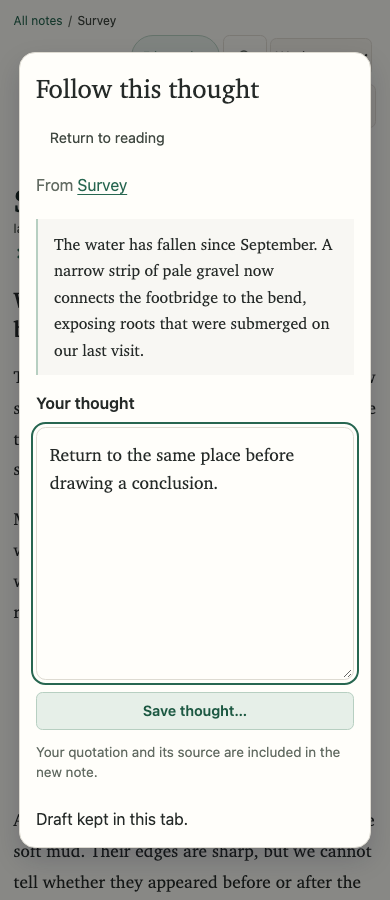 All notes / Survey
Follow this thought
Return to reading
From Survey
The water has fallen since September. A
narrow strip of pale gravel now
connects the footbridge to the bend,
exposing roots that were submerged on
our last visit.
Your thought
Return to the same place before
drawing a conclusion.
Save thought...
Your quotation and its source are included in the
new note.
Draft kept in this tab.
soft mud. Their edges are sharp, but we cannot
tell whether they appeared before or after the